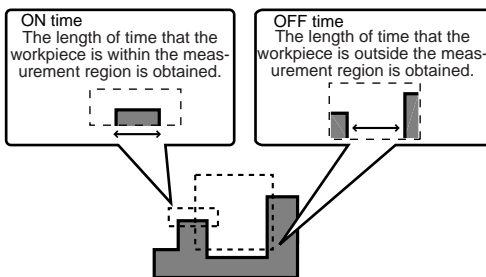 ON time
The length of time that the
workpiece is within the meas-
urement region is obtained.
OFF time
The length of time that the
workpiece is outside the meas-
urement region is obtained.